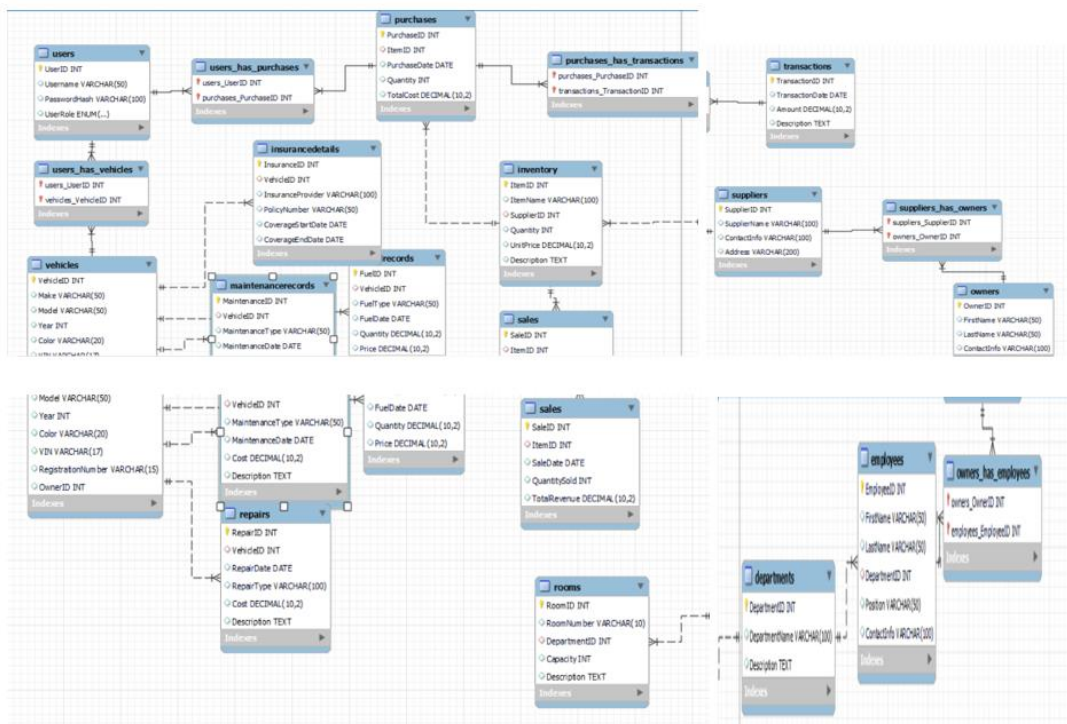 users
UserID INT
Username VARCHAR(50)
PasswordHash VARCHAR(100)
UserRole ENUM(...)
Indexes
users_has_purchases
users_UserID INT
purchases_PurchaseID INT
Indexes
purchases
PurchaseID INT
ItemID INT
PurchaseDate DATE
Quantity INT
TotalCost DECIMAL(10,2)
Indexes
purchases_has_transactions
purchases_PurchaseID INT
transactions_TransactionID INT
Indexes
transactions
TransactionID INT
TransactionDate DATE
Amount DECIMAL(10,2)
Description TEXT
Indexes
users_has_vehicles
users_UserID INT
vehicles_VehicleID INT
Indexes
insurancedetails
InsuranceID INT
VehicleID INT
InsuranceProvider VARCHAR(100)
PolicyNumber VARCHAR(50)
CoverageStartDate DATE
CoverageEndDate DATE
Indexes
inventory
ItemID INT
ItemName VARCHAR(100)
SupplierID INT
Quantity INT
UnitPrice DECIMAL(10,2)
Description TEXT
Indexes
suppliers
SupplierID INT
SupplierName VARCHAR(100)
ContactInfo VARCHAR(100)
Address VARCHAR(200)
Indexes
suppliers_has_owners
suppliers_SupplierID INT
owners_OwnerID INT
Indexes
owners
OwnerID INT
FirstName VARCHAR(50)
LastName VARCHAR(50)
ContactInfo VARCHAR(100)
vehicles
VehicleID INT
Make VARCHAR(50)
Model VARCHAR(50)
Year INT
Color VARCHAR(20)
VIN VARCHAR(17)
maintenancerecords
MaintenanceID INT
VehicleID INT
MaintenanceType VARCHAR(50)
MaintenanceDate DATE
records
FuelID INT
VehicleID INT
FuelType VARCHAR(50)
FuelDate DATE
Quantity DECIMAL(10,2)
Price DECIMAL(10,2)
sales
SaleID INT
ItemID INT
Model VARCHAR(50)
Year INT
Color VARCHAR(20)
VIN VARCHAR(17)
RegistrationNumber VARCHAR(15)
OwnerID INT
Indexes
VehicleID INT
MaintenanceType VARCHAR(50)
MaintenanceDate DATE
Cost DECIMAL(10,2)
Description TEXT
Indexes
FuelDate DATE
Quantity DECIMAL(10,2)
Price DECIMAL(10,2)
Indexes
repairs
RepairID INT
VehicleID INT
RepairDate DATE
RepairType VARCHAR(100)
Cost DECIMAL(10,2)
Description TEXT
Indexes
sales
SaleID INT
ItemID INT
SaleDate DATE
QuantitySold INT
TotalRevenue DECIMAL(10,2)
Indexes
rooms
RoomID INT
RoomNumber VARCHAR(10)
DepartmentID INT
Capacity INT
Description TEXT
Indexes
departments
DepartmentID INT
DepartmentName VARCHAR(100)
Description TEXT
Indexes
employees
EmployeeID INT
FirstName VARCHAR(50)
LastName VARCHAR(50)
DepartmentID INT
Position VARCHAR(50)
ContactInfo VARCHAR(100)
Indexes
owners_has_employees
owners_OwnerID INT
employees_EmployeeID INT
Indexes